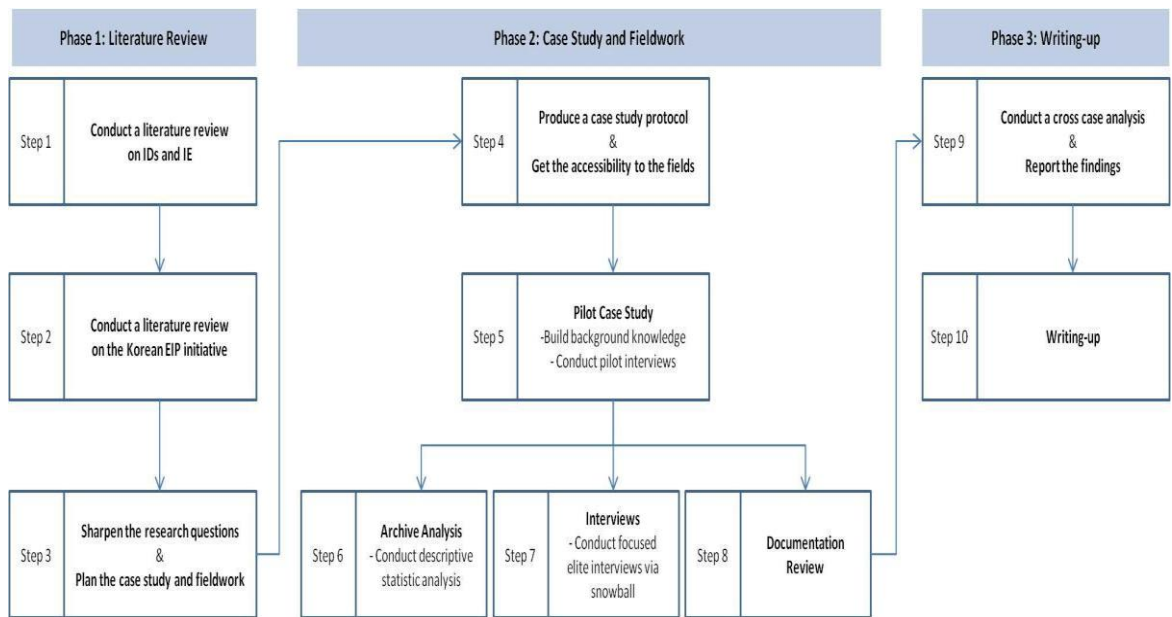 Phase 1: Literature Review
Step 1
Conduct a literature review
on IDs and IE
Step 2
Conduct a literature review
on the Korean EIP initiative
Step 3
Sharpen the research questions
&
Plan the case study and fieldwork
Phase 2: Case Study and Fieldwork
Step 4
Produce a case study protocol
&
Get the accessibility to the fields
Step 5
Pilot Case Study
-Build background knowledge
- Conduct pilot interviews
Step 6
Archive Analysis
- Conduct descriptive
statistic analysis
Step 7
Interviews
- Conduct focused
elite interviews via
snowball
Step 8
Documentation
Review
Phase 3: Writing-up
Step 9
Conduct a cross case analysis
&
Report the findings
Step 10
Writing-up